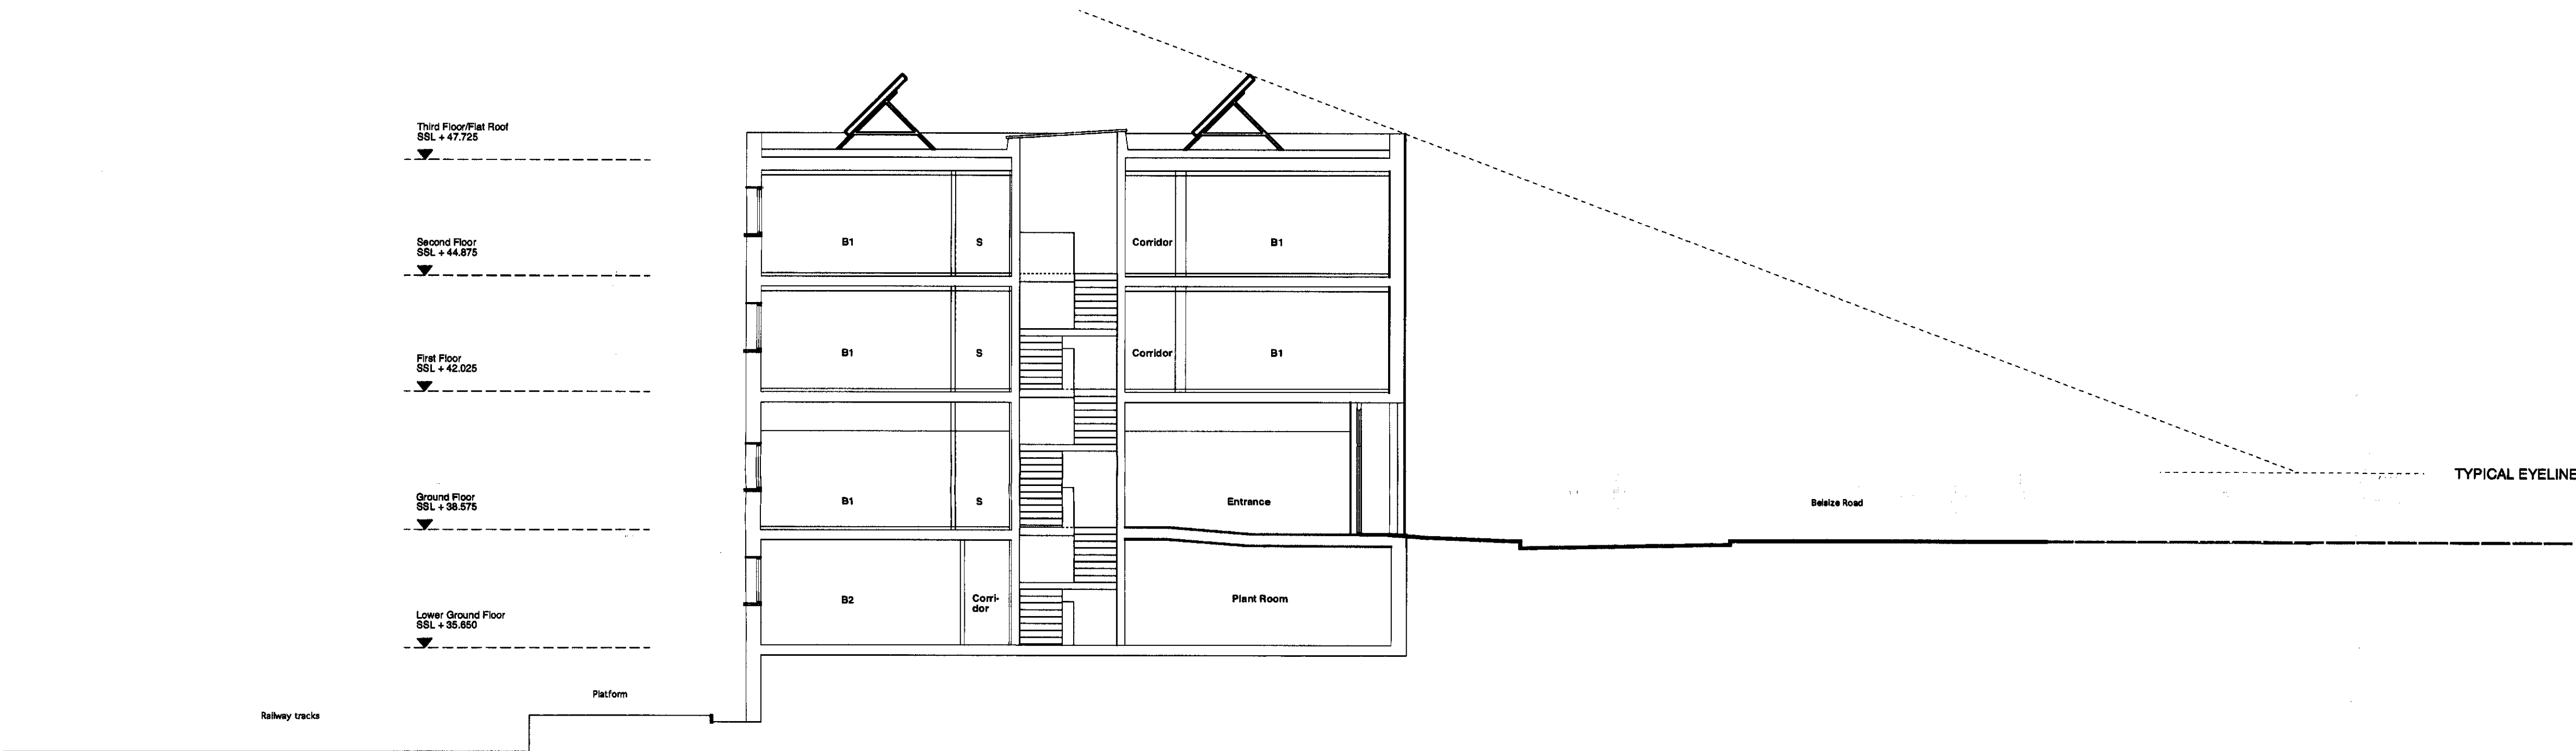 Third Floor/Flat Roof
SSL + 47.725
Second Floor
SSL + 44.875
B1
S
Corridor
B1
First Floor
SSL + 42.025
B1
S
Corridor
B1
TYPICAL EYELINE
Ground Floor
SSL + 38.575
B1
S
Entrance
Belsize Road
Lower Ground Floor
SSL + 35.650
B2
Corri-
dor
Plant Room
Platform
Railway tracks